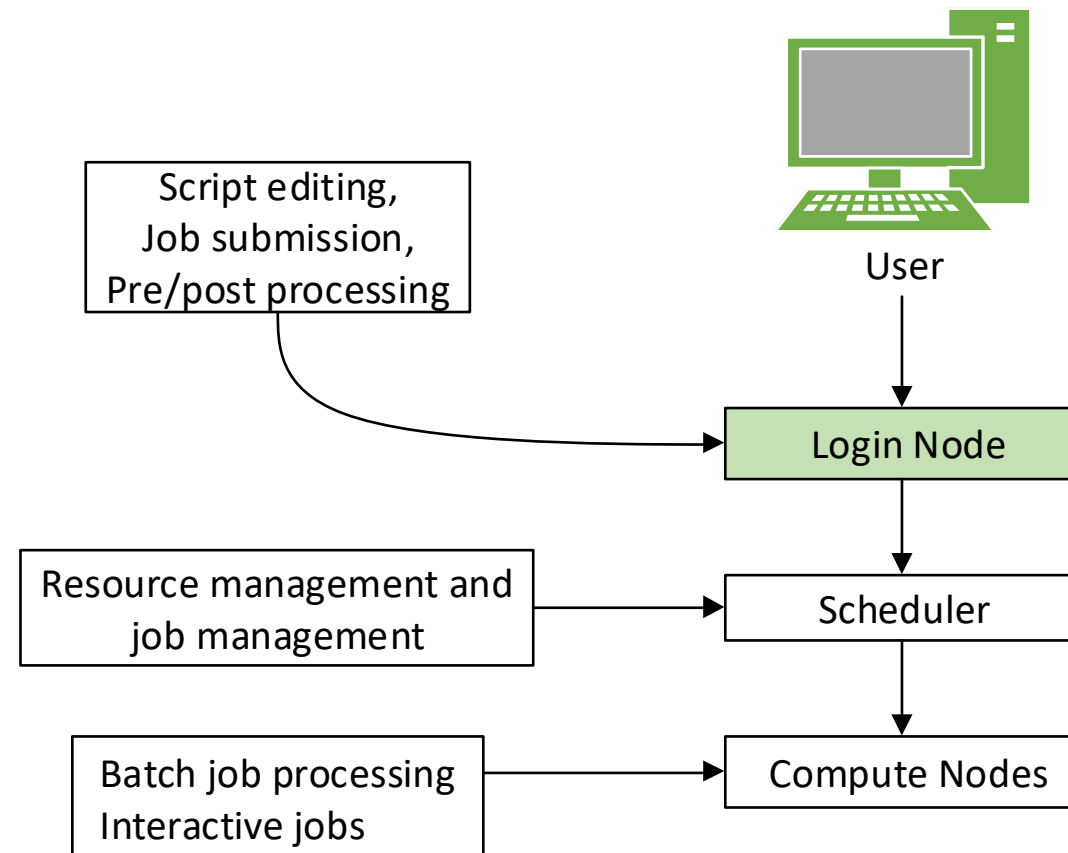 Script editing,
Job submission,
Pre/post processing
User
Login Node
Resource management and
job management
Scheduler
Batch job processing
Interactive jobs
Compute Nodes